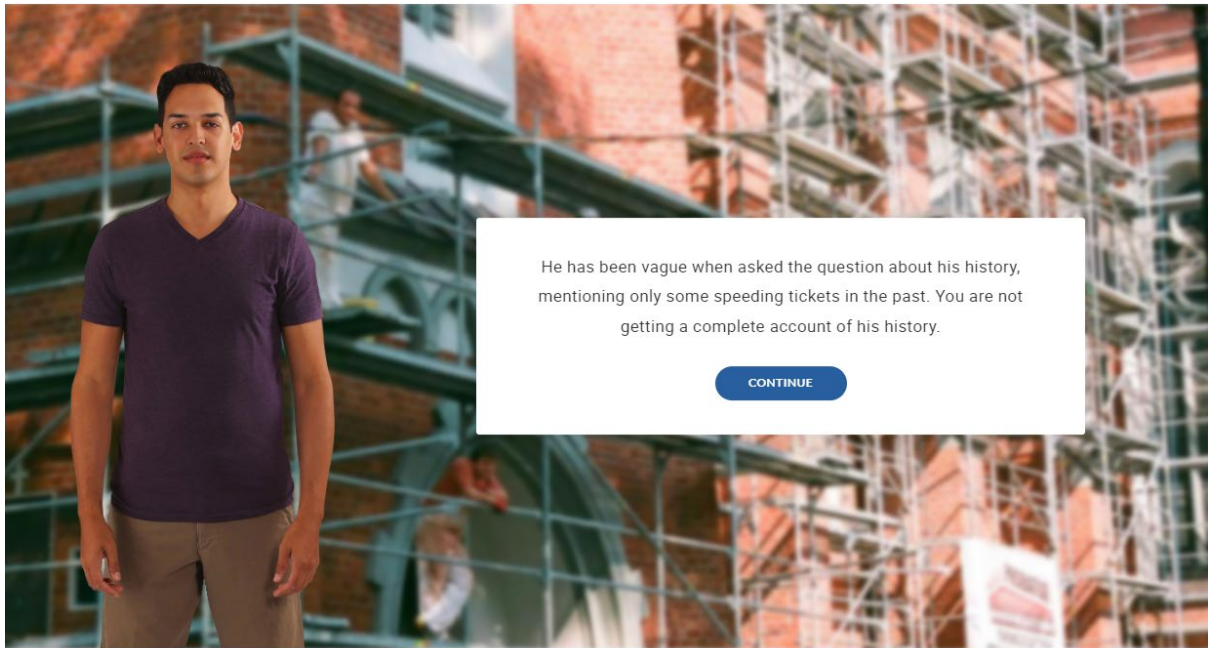 He has been vague when asked the question about his history,
mentioning only some speeding tickets in the past. You are not
getting a complete account of his history.
CONTINUE